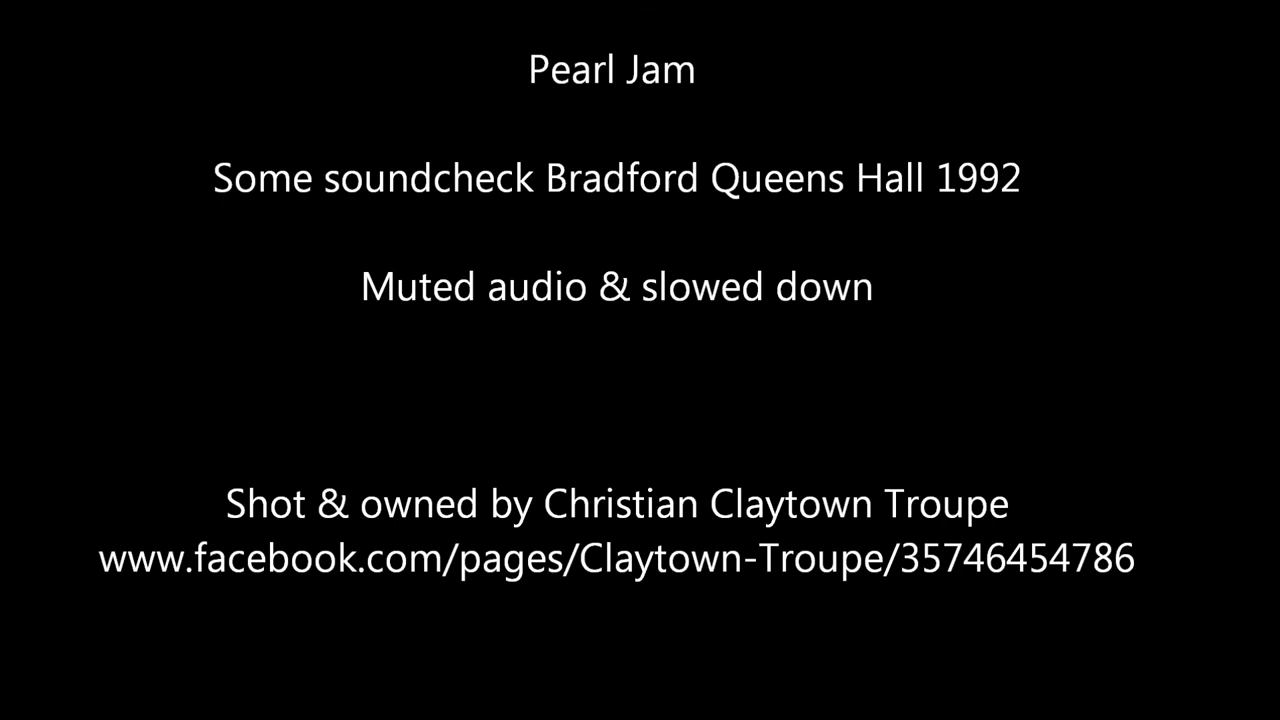 Pearl Jam
Some soundcheck Bradford Queens Hall 1992
Muted audio & slowed down
Shot & owned by Christian Claytown Troupe
www.facebook.com/pages/Claytown-Troupe/35746454786